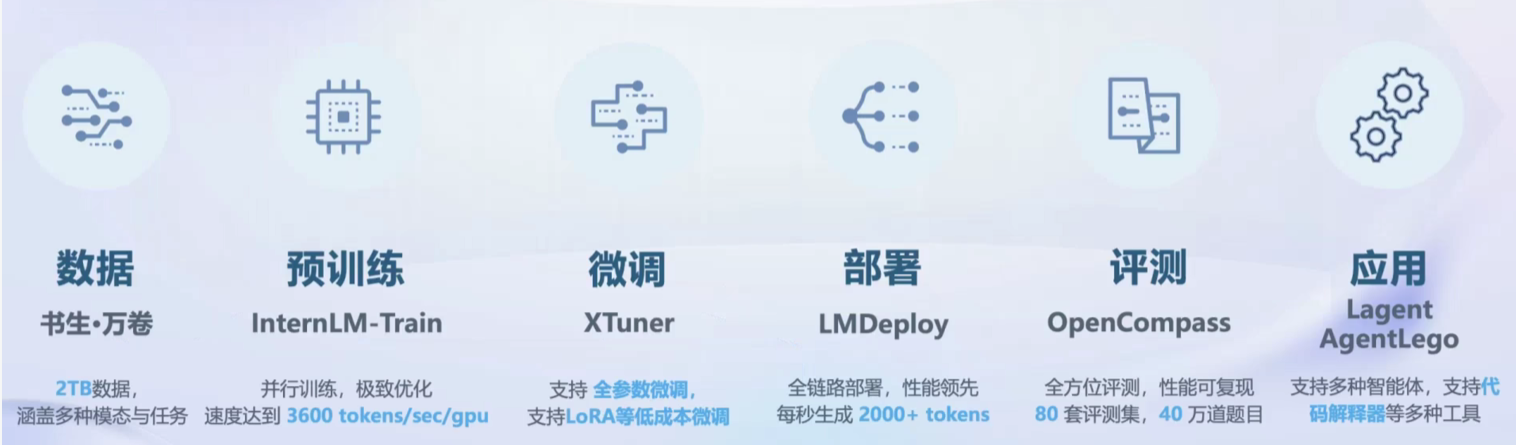 数据
书生·万卷
2TB数据，
涵盖多种模态与任务
预训练
InternLM-Train
并行训练，极致优化
速度达到 3600 tokens/sec/gpu
微调
XTuner
支持 全参数微调，
支持LoRA等低成本微调
部署
LMDeploy
全链路部署，性能领先
每秒生成 2000+ tokens
评测
OpenCompass
全方位评测，性能可复现
80 套评测集，40 万道题目
应用
Lagent
AgentLego
支持多种智能体，支持代
码解释器等多种工具